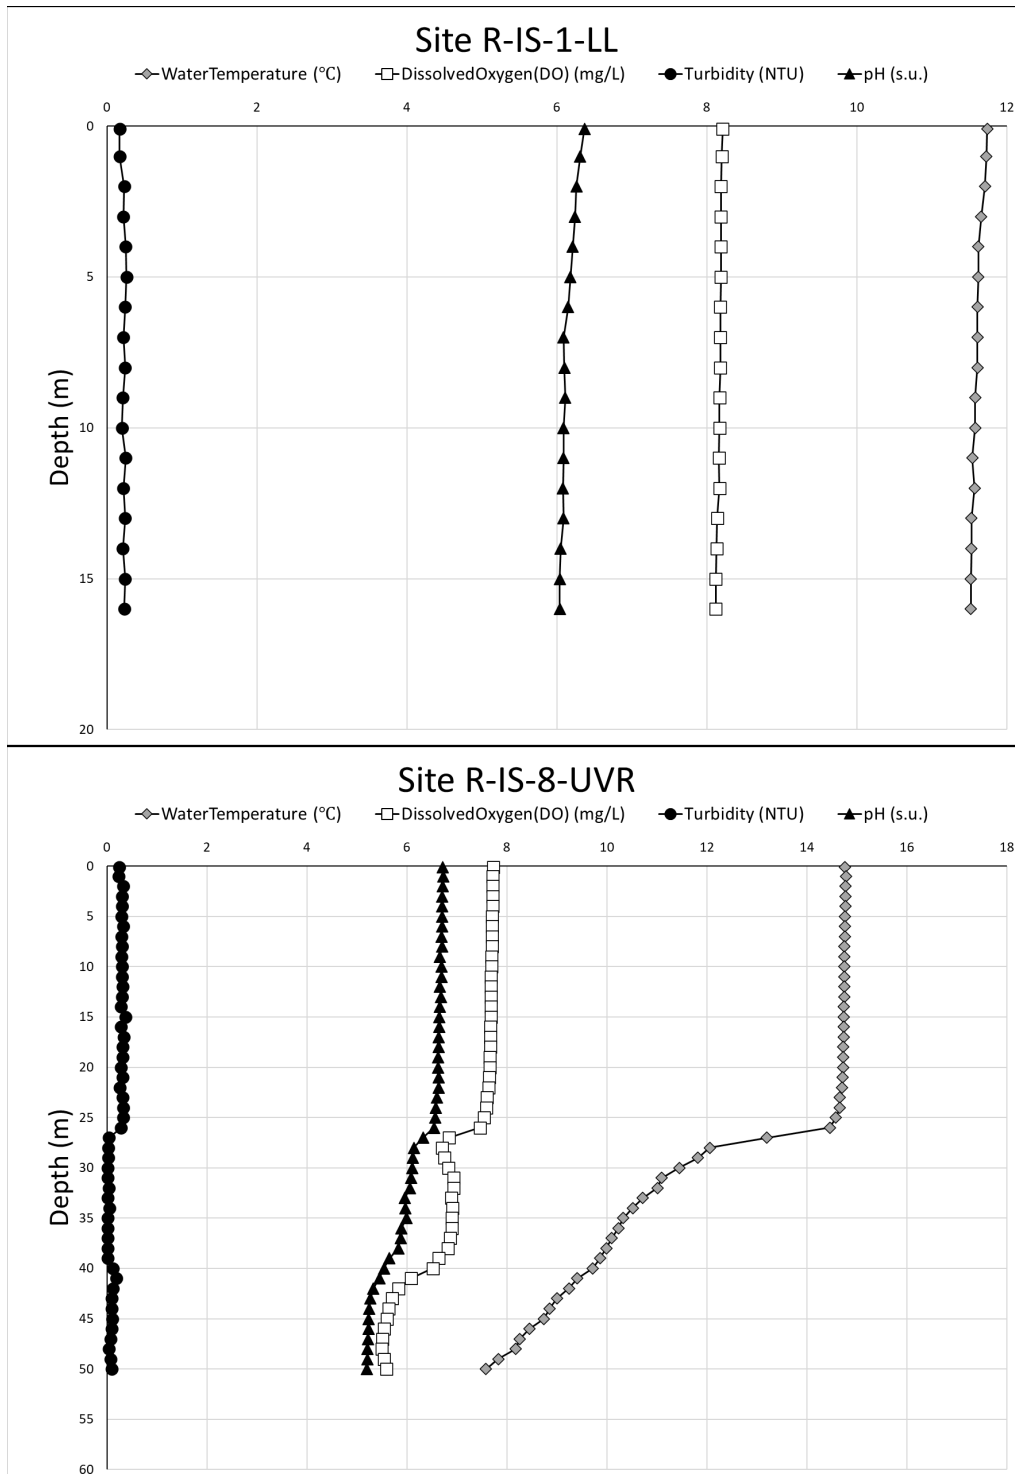 Site R-IS-1-LL
WaterTemperature (°C) DissolvedOxygen(DO) (mg/L) Turbidity (NTU) pH (s.u.)
0 2 4 6 8 10 12
0
5
Depth (m)
10
15
20
Site R-IS-8-UVR
WaterTemperature (°C) DissolvedOxygen(DO) (mg/L) Turbidity (NTU) pH (s.u.)
0 2 4 6 8 10 12 14 16 18
0
5
10
15
20
25
Depth (m)
30
35
40
45
50
55
60